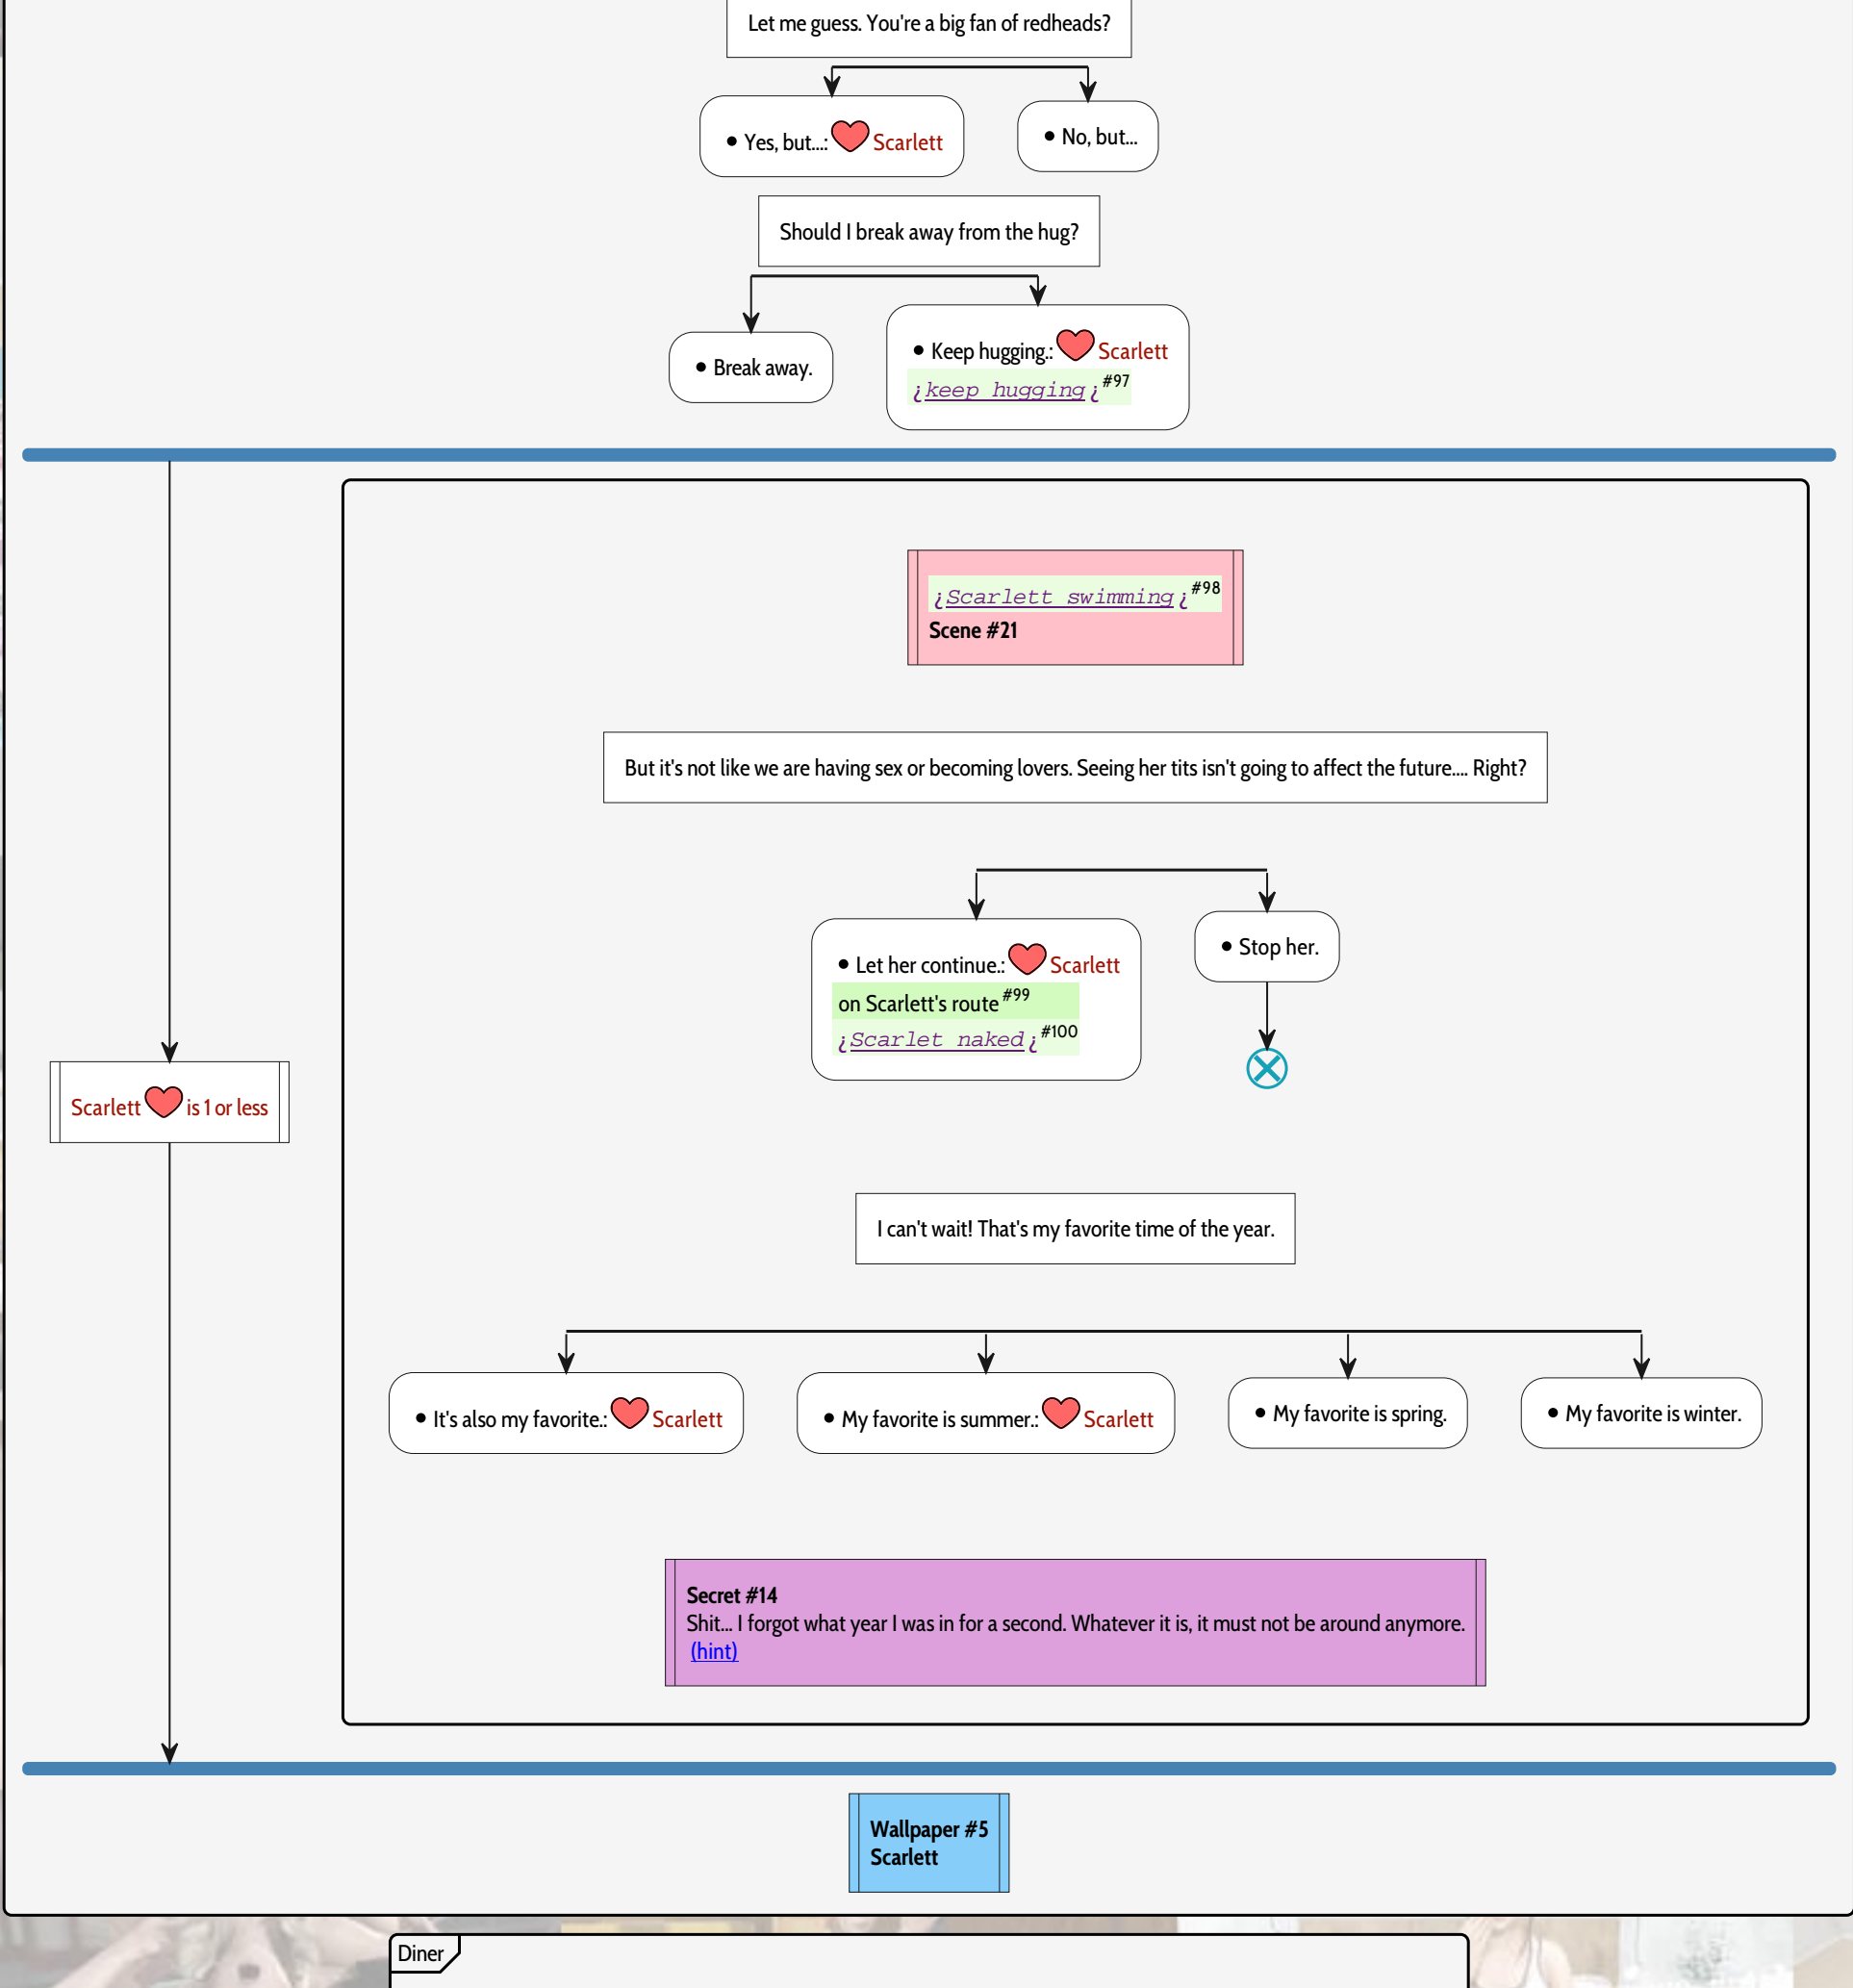 Let me guess. You're a big fan of redheads?
• Yes, but...: Scarlett
• No, but...
Should I break away from the hug?
• Break away.
• Keep hugging.: Scarlett
¿keep hugging¿ #97
¿Scarlett swimming¿ #98
Scene #21
But it's not like we are having sex or becoming lovers. Seeing her tits isn't going to affect the future.... Right?
• Let her continue.: Scarlett
on Scarlett's route #99
¿Scarlet naked¿ #100
• Stop her.
Scarlett is 1 or less
I can't wait! That's my favorite time of the year.
• It's also my favorite.: Scarlett
• My favorite is summer.: Scarlett
• My favorite is spring.
• My favorite is winter.
Secret #14
Shit... I forgot what year I was in for a second. Whatever it is, it must not be around anymore.
(hint)
Wallpaper #5
Scarlett
Diner